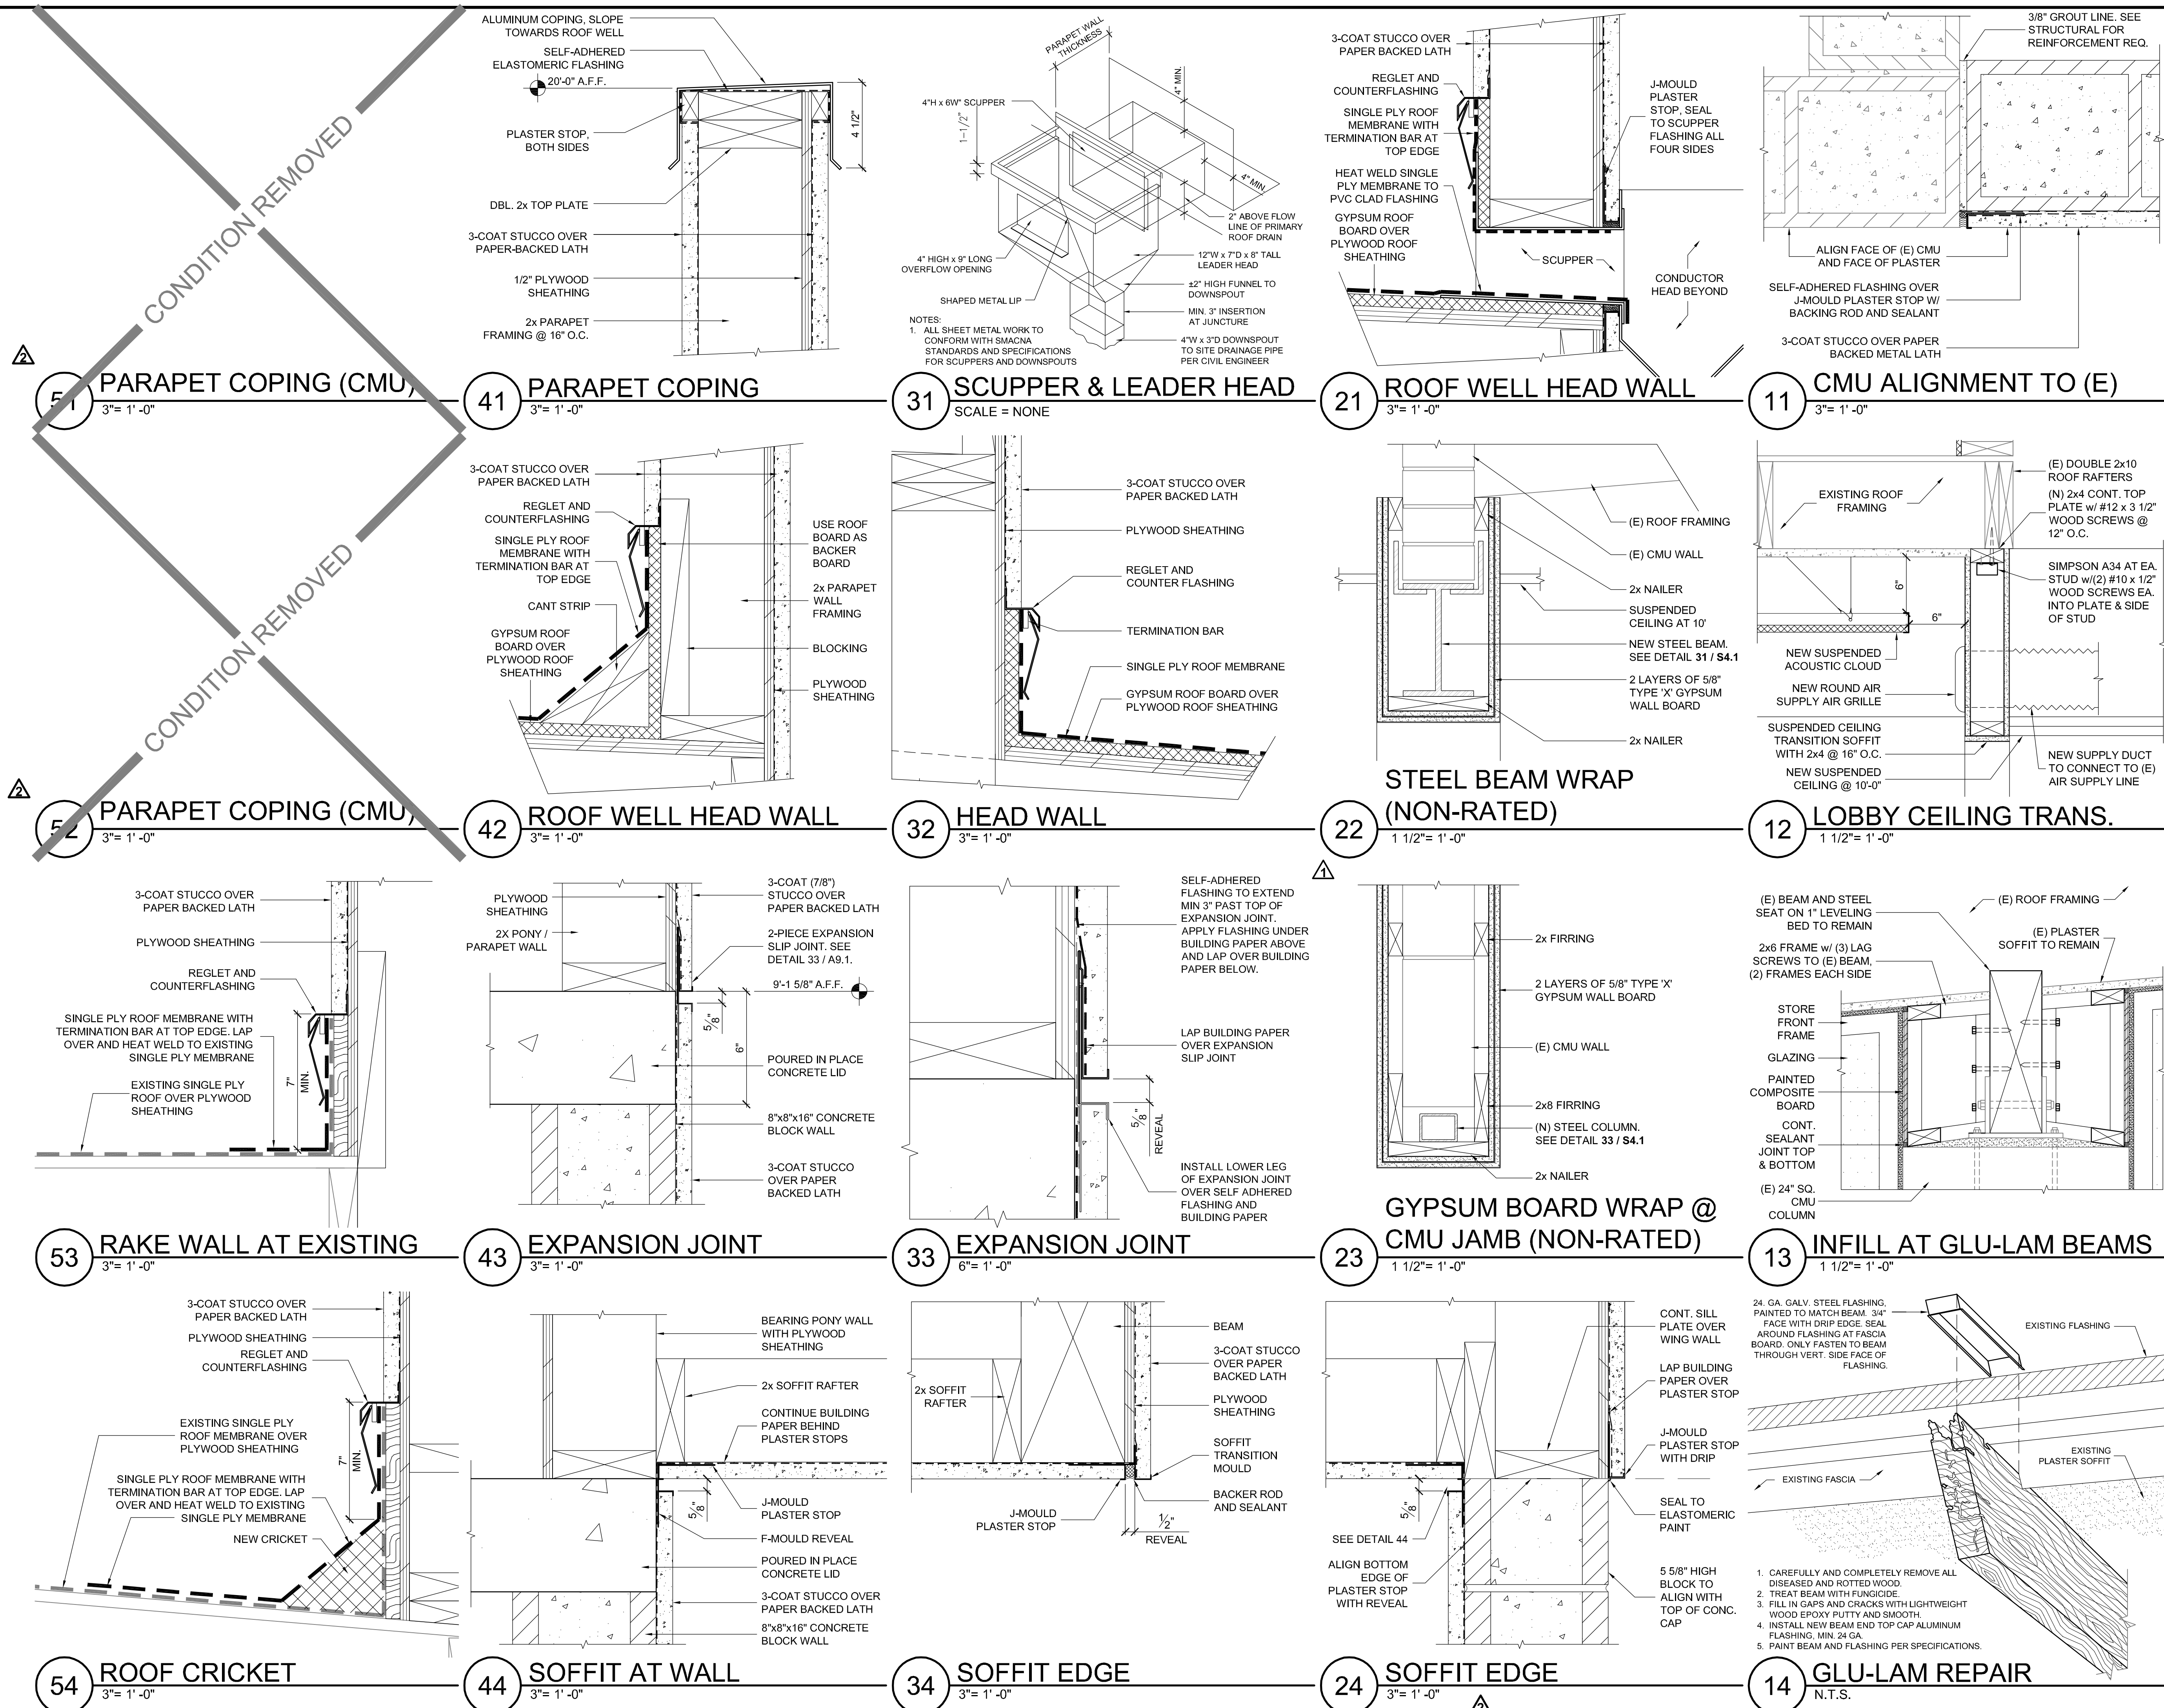 CONDITION REMOVED
2
51
PARAPET COPING (CMU)
3"= 1' -0"
ALUMINUM COPING, SLOPE
TOWARDS ROOF WELL
SELF-ADHERED
ELASTOMERIC FLASHING
20'-0" A.F.F.
4 1/2"
PLASTER STOP,
BOTH SIDES
DBL. 2x TOP PLATE
3-COAT STUCCO OVER
PAPER-BACKED LATH
1/2" PLYWOOD
SHEATHING
2x PARAPET
FRAMING @ 16" O.C.
41
PARAPET COPING
3"= 1' -0"
PARAPET WALL
THICKNESS
4" MIN.
4"H x 6W" SCUPPER
1-1/2"
4" MIN.
2" ABOVE FLOW
LINE OF PRIMARY
ROOF DRAIN
4" HIGH x 9" LONG
OVERFLOW OPENING
12"W x 7"D x 8" TALL
LEADER HEAD
±2" HIGH FUNNEL TO
DOWNSPOUT
SHAPED METAL LIP
MIN. 3" INSERTION
AT JUNCTURE
NOTES:
1. ALL SHEET METAL WORK TO
CONFORM WITH SMACNA
STANDARDS AND SPECIFICATIONS
FOR SCUPPERS AND DOWNSPOUTS
4"W x 3"D DOWNSPOUT
TO SITE DRAINAGE PIPE
PER CIVIL ENGINEER
31
SCUPPER & LEADER HEAD
SCALE = NONE
3-COAT STUCCO OVER
PAPER BACKED LATH
REGLET AND
COUNTERFLASHING
SINGLE PLY ROOF
MEMBRANE WITH
TERMINATION BAR AT
TOP EDGE
HEAT WELD SINGLE
PLY MEMBRANE TO
PVC CLAD FLASHING
GYPSUM ROOF
BOARD OVER
PLYWOOD ROOF
SHEATHING
J-MOULD
PLASTER
STOP, SEAL
TO SCUPPER
FLASHING ALL
FOUR SIDES
SCUPPER
CONDUCTOR
HEAD BEYOND
21
ROOF WELL HEAD WALL
3"= 1' -0"
3/8" GROUT LINE. SEE
STRUCTURAL FOR
REINFORCEMENT REQ.
ALIGN FACE OF (E) CMU
AND FACE OF PLASTER
SELF-ADHERED FLASHING OVER
J-MOULD PLASTER STOP W/
BACKING ROD AND SEALANT
3-COAT STUCCO OVER PAPER
BACKED METAL LATH
11
CMU ALIGNMENT TO (E)
3"= 1' -0"
CONDITION REMOVED
2
52
PARAPET COPING (CMU)
3"= 1' -0"
3-COAT STUCCO OVER
PAPER BACKED LATH
REGLET AND
COUNTERFLASHING
SINGLE PLY ROOF
MEMBRANE WITH
TERMINATION BAR AT
TOP EDGE
CANT STRIP
GYPSUM ROOF
BOARD OVER
PLYWOOD ROOF
SHEATHING
USE ROOF
BOARD AS
BACKER
BOARD
2x PARAPET
WALL
FRAMING
BLOCKING
PLYWOOD
SHEATHING
42
ROOF WELL HEAD WALL
3"= 1' -0"
3-COAT STUCCO OVER
PAPER BACKED LATH
PLYWOOD SHEATHING
REGLET AND
COUNTER FLASHING
TERMINATION BAR
SINGLE PLY ROOF MEMBRANE
GYPSUM ROOF BOARD OVER
PLYWOOD ROOF SHEATHING
32
HEAD WALL
3"= 1' -0"
(E) ROOF FRAMING
(E) CMU WALL
2x NAILER
SUSPENDED
CEILING AT 10'
NEW STEEL BEAM.
SEE DETAIL 31 / S4.1
2 LAYERS OF 5/8"
TYPE 'X' GYPSUM
WALL BOARD
2x NAILER
22
STEEL BEAM WRAP
(NON-RATED)
1 1/2"= 1' -0"
EXISTING ROOF
FRAMING
(E) DOUBLE 2x10
ROOF RAFTERS
(N) 2x4 CONT. TOP
PLATE w/ #12 x 3 1/2"
WOOD SCREWS @
12" O.C.
SIMPSON A34 AT EA.
STUD w/(2) #10 x 1/2"
WOOD SCREWS EA.
INTO PLATE & SIDE
OF STUD
6"
6"
NEW SUSPENDED
ACOUSTIC CLOUD
NEW ROUND AIR
SUPPLY AIR GRILLE
SUSPENDED CEILING
TRANSITION SOFFIT
WITH 2x4 @ 16" O.C.
NEW SUSPENDED
CEILING @ 10'-0"
NEW SUPPLY DUCT
TO CONNECT TO (E)
AIR SUPPLY LINE
12
LOBBY CEILING TRANS.
1 1/2"= 1' -0"
3-COAT STUCCO OVER
PAPER BACKED LATH
PLYWOOD SHEATHING
REGLET AND
COUNTERFLASHING
SINGLE PLY ROOF MEMBRANE WITH
TERMINATION BAR AT TOP EDGE. LAP
OVER AND HEAT WELD TO EXISTING
SINGLE PLY MEMBRANE
7"
MIN.
EXISTING SINGLE PLY
ROOF OVER PLYWOOD
SHEATHING
53
RAKE WALL AT EXISTING
3"= 1' -0"
PLYWOOD
SHEATHING
2X PONY /
PARAPET WALL
3-COAT (7/8")
STUCCO OVER
PAPER BACKED LATH
2-PIECE EXPANSION
SLIP JOINT. SEE
DETAIL 33 / A9.1.
9'-1 5/8" A.F.F.
5/8"
6"
POURED IN PLACE
CONCRETE LID
8"x8"x16" CONCRETE
BLOCK WALL
3-COAT STUCCO
OVER PAPER
BACKED LATH
43
EXPANSION JOINT
3"= 1' -0"
SELF-ADHERED
FLASHING TO EXTEND
MIN 3" PAST TOP OF
EXPANSION JOINT.
APPLY FLASHING UNDER
BUILDING PAPER ABOVE
AND LAP OVER BUILDING
PAPER BELOW.
LAP BUILDING PAPER
OVER EXPANSION
SLIP JOINT
5/8"
REVEAL
INSTALL LOWER LEG
OF EXPANSION JOINT
OVER SELF ADHERED
FLASHING AND
BUILDING PAPER
33
EXPANSION JOINT
6"= 1' -0"
1
2x FIRRING
2 LAYERS OF 5/8" TYPE 'X'
GYPSUM WALL BOARD
(E) CMU WALL
2x8 FIRRING
(N) STEEL COLUMN.
SEE DETAIL 33 / S4.1
2x NAILER
23
GYPSUM BOARD WRAP @
CMU JAMB (NON-RATED)
1 1/2"= 1' -0"
(E) BEAM AND STEEL
SEAT ON 1" LEVELING
BED TO REMAIN
2x6 FRAME w/ (3) LAG
SCREWS TO (E) BEAM,
(2) FRAMES EACH SIDE
(E) ROOF FRAMING
(E) PLASTER
SOFFIT TO REMAIN
STORE
FRONT
FRAME
GLAZING
PAINTED
COMPOSITE
BOARD
CONT.
SEALANT
JOINT TOP
& BOTTOM
(E) 24" SQ.
CMU
COLUMN
13
INFILL AT GLU-LAM BEAMS
1 1/2"= 1' -0"
3-COAT STUCCO OVER
PAPER BACKED LATH
PLYWOOD SHEATHING
REGLET AND
COUNTERFLASHING
7"
MIN.
EXISTING SINGLE PLY
ROOF MEMBRANE OVER
PLYWOOD SHEATHING
SINGLE PLY ROOF MEMBRANE WITH
TERMINATION BAR AT TOP EDGE. LAP
OVER AND HEAT WELD TO EXISTING
SINGLE PLY MEMBRANE
NEW CRICKET
54
ROOF CRICKET
3"= 1' -0"
BEARING PONY WALL
WITH PLYWOOD
SHEATHING
2x SOFFIT RAFTER
CONTINUE BUILDING
PAPER BEHIND
PLASTER STOPS
5/8"
J-MOULD
PLASTER STOP
F-MOULD REVEAL
POURED IN PLACE
CONCRETE LID
3-COAT STUCCO OVER
PAPER BACKED LATH
8"x8"x16" CONCRETE
BLOCK WALL
44
SOFFIT AT WALL
3"= 1' -0"
2x SOFFIT
RAFTER
BEAM
3-COAT STUCCO
OVER PAPER
BACKED LATH
PLYWOOD
SHEATHING
SOFFIT
TRANSITION
MOULD
BACKER ROD
AND SEALANT
J-MOULD
PLASTER STOP
1/2"
REVEAL
34
SOFFIT EDGE
3"= 1' -0"
CONT. SILL
PLATE OVER
WING WALL
LAP BUILDING
PAPER OVER
PLASTER STOP
J-MOULD
PLASTER STOP
WITH DRIP
5/8"
SEE DETAIL 44
ALIGN BOTTOM
EDGE OF
PLASTER STOP
WITH REVEAL
SEAL TO
ELASTOMERIC
PAINT
5 5/8" HIGH
BLOCK TO
ALIGN WITH
TOP OF CONC.
CAP
24
SOFFIT EDGE
3"= 1' -0"
24. GA. GALV. STEEL FLASHING,
PAINTED TO MATCH BEAM. 3/4"
FACE WITH DRIP EDGE. SEAL
AROUND FLASHING AT FASCIA
BOARD. ONLY FASTEN TO BEAM
THROUGH VERT. SIDE FACE OF
FLASHING.
EXISTING FLASHING
EXISTING
PLASTER SOFFIT
EXISTING FASCIA
1. CAREFULLY AND COMPLETELY REMOVE ALL
DISEASED AND ROTTED WOOD.
2. TREAT BEAM WITH FUNGICIDE.
3. FILL IN GAPS AND CRACKS WITH LIGHTWEIGHT
WOOD EPOXY PUTTY AND SMOOTH.
4. INSTALL NEW BEAM END TOP CAP ALUMINUM
FLASHING, MIN. 24 GA.
5. PAINT BEAM AND FLASHING PER SPECIFICATIONS.
14
GLU-LAM REPAIR
N.T.S.